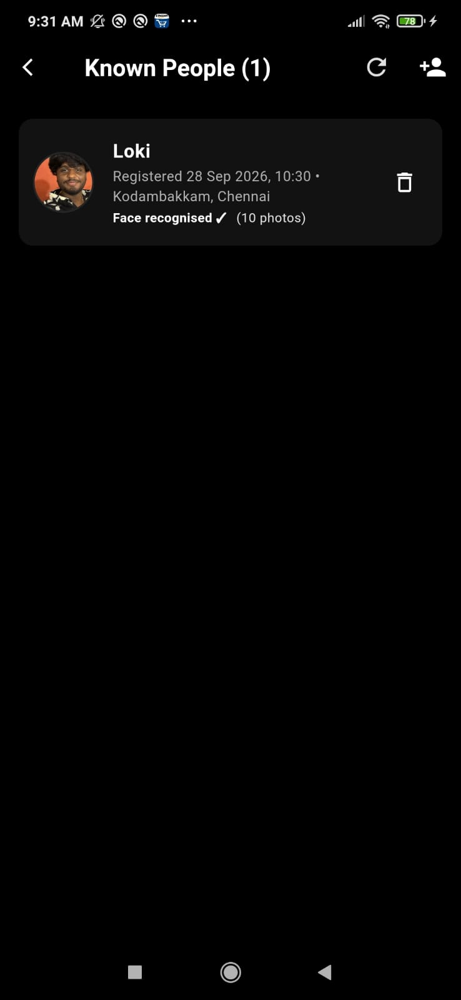 9:31 AM
78
Known People (1)
Loki
Registered 28 Sep 2026, 10:30 •
Kodambakkam, Chennai
Face recognised ✓ (10 photos)